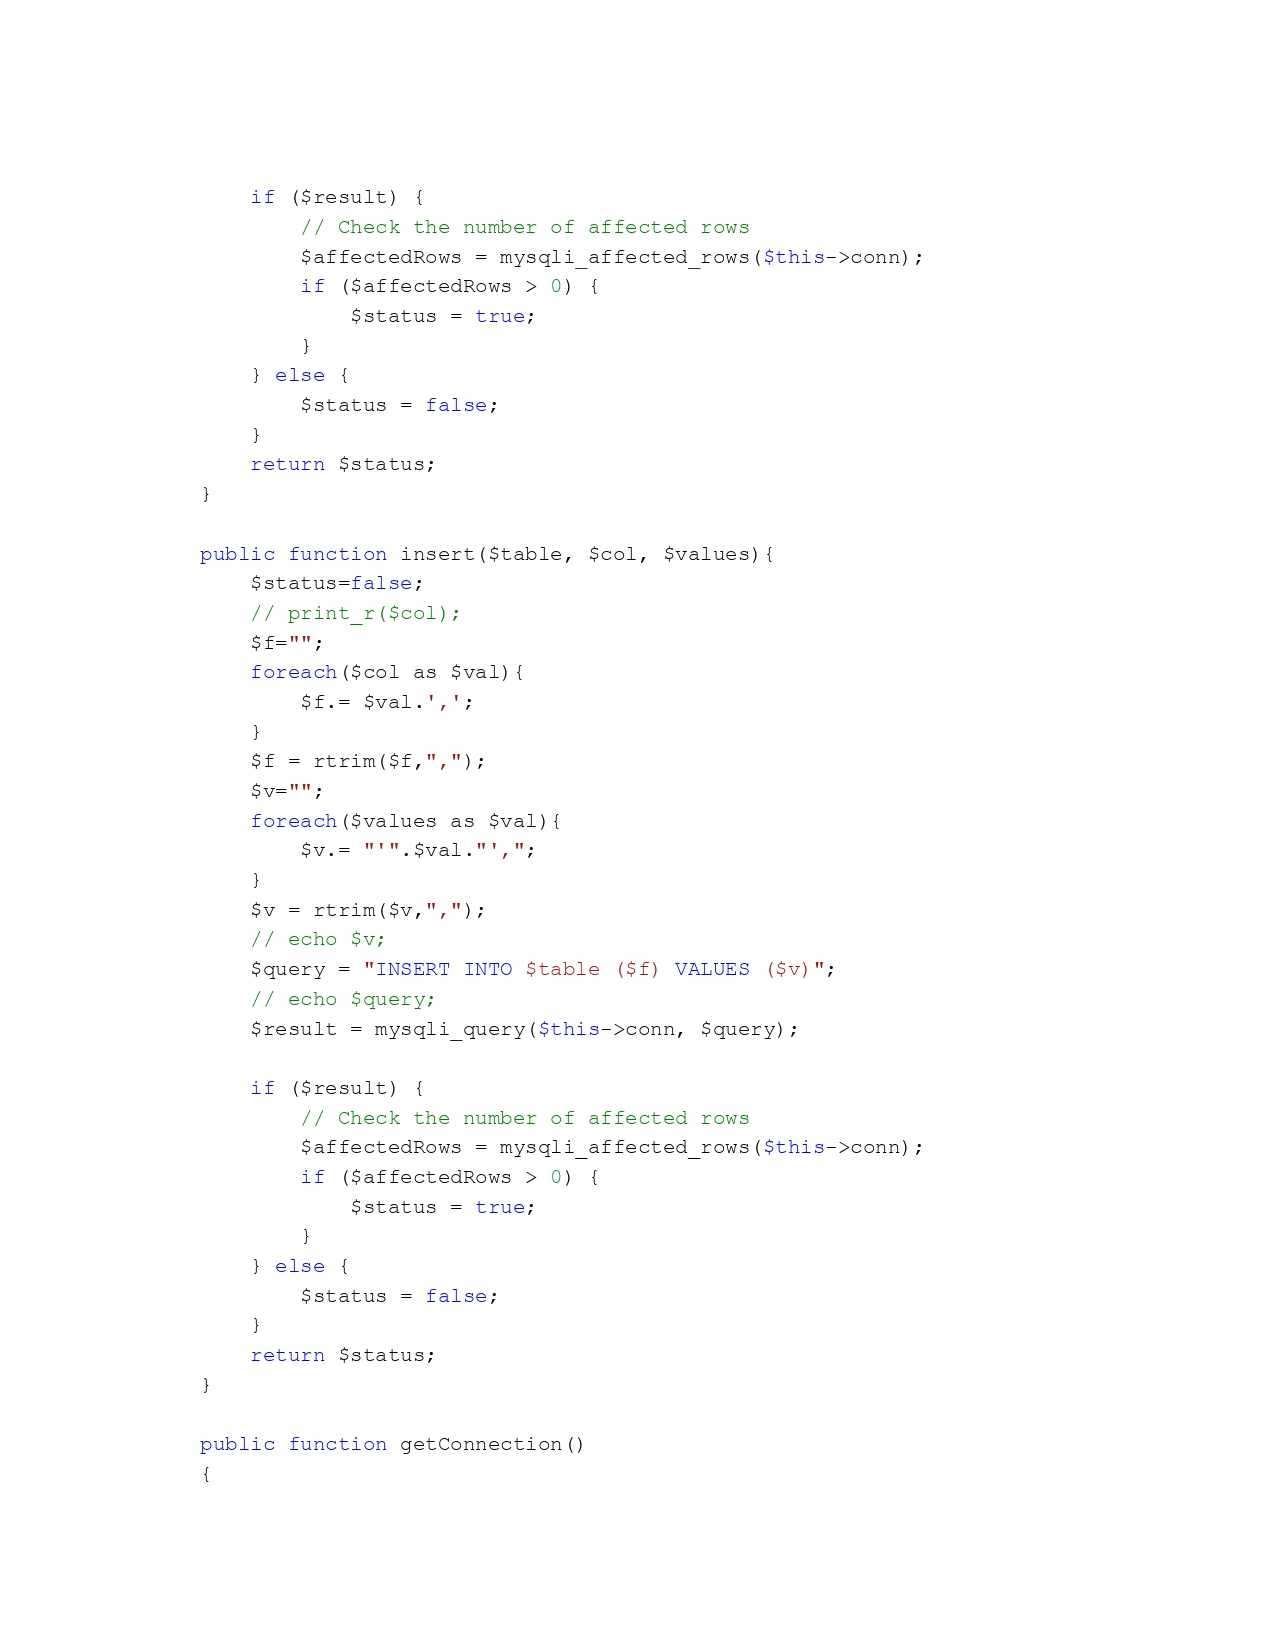 if ($result) {
        // Check the number of affected rows
        $affectedRows = mysqli_affected_rows($this->conn);
        if ($affectedRows > 0) {
            $status = true;
        }
    } else {
        $status = false;
    }
    return $status;
}

public function insert($table, $col, $values){
    $status=false;
    // print_r($col);
    $f="";
    foreach($col as $val){
        $f.= $val.',';
    }
    $f = rtrim($f,",");
    $v="";
    foreach($values as $val){
        $v.= "'".$val."',";
    }
    $v = rtrim($v,",");
    // echo $v;
    $query = "INSERT INTO $table ($f) VALUES ($v)";
    // echo $query;
    $result = mysqli_query($this->conn, $query);

    if ($result) {
        // Check the number of affected rows
        $affectedRows = mysqli_affected_rows($this->conn);
        if ($affectedRows > 0) {
            $status = true;
        }
    } else {
        $status = false;
    }
    return $status;
}

public function getConnection()
{